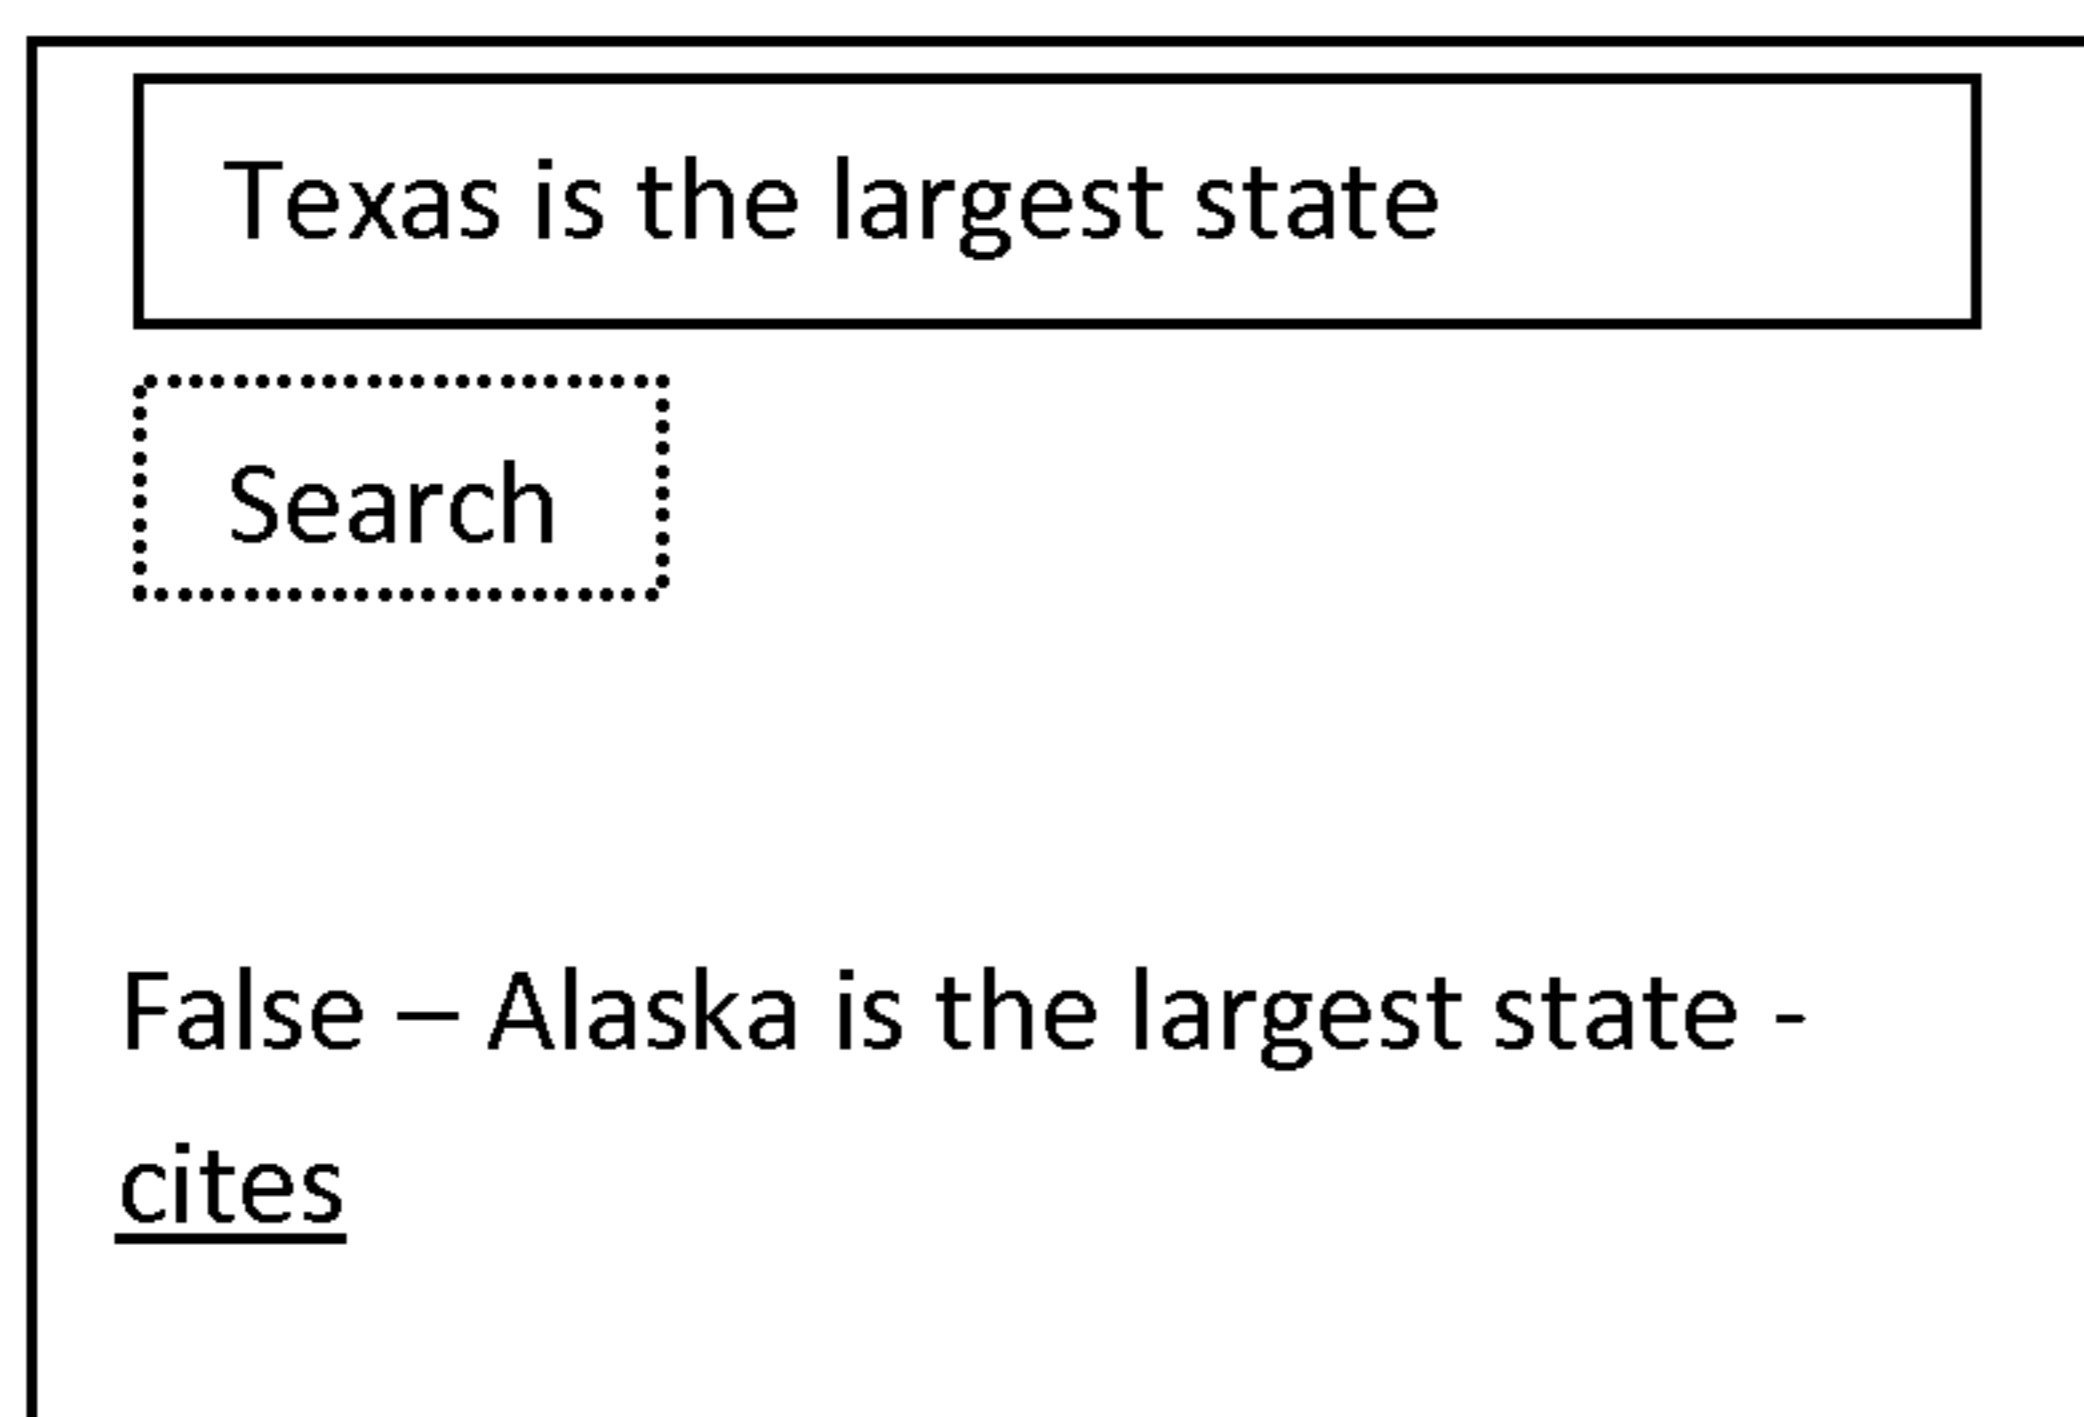 Texas is the largest state
Search
False – Alaska is the largest state -
cites